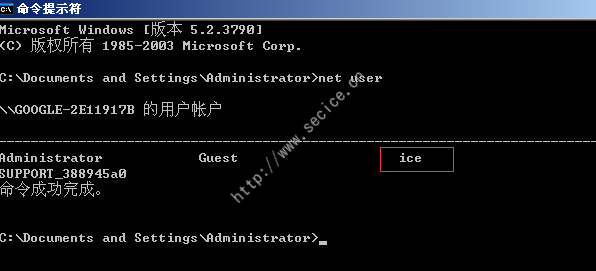 命令提示符
Microsoft Windows [版本 5.2.3790]
(C) 版权所有 1985-2003 Microsoft Corp.
C:\Documents and Settings\Administrator>net user
\\GOOGLE-2E11917B 的用户帐户
-------------------------------------------------------------------------------
Administrator Guest ice
SUPPORT_388945a0
命令成功完成。
C:\Documents and Settings\Administrator>_
http://www.secice.cn